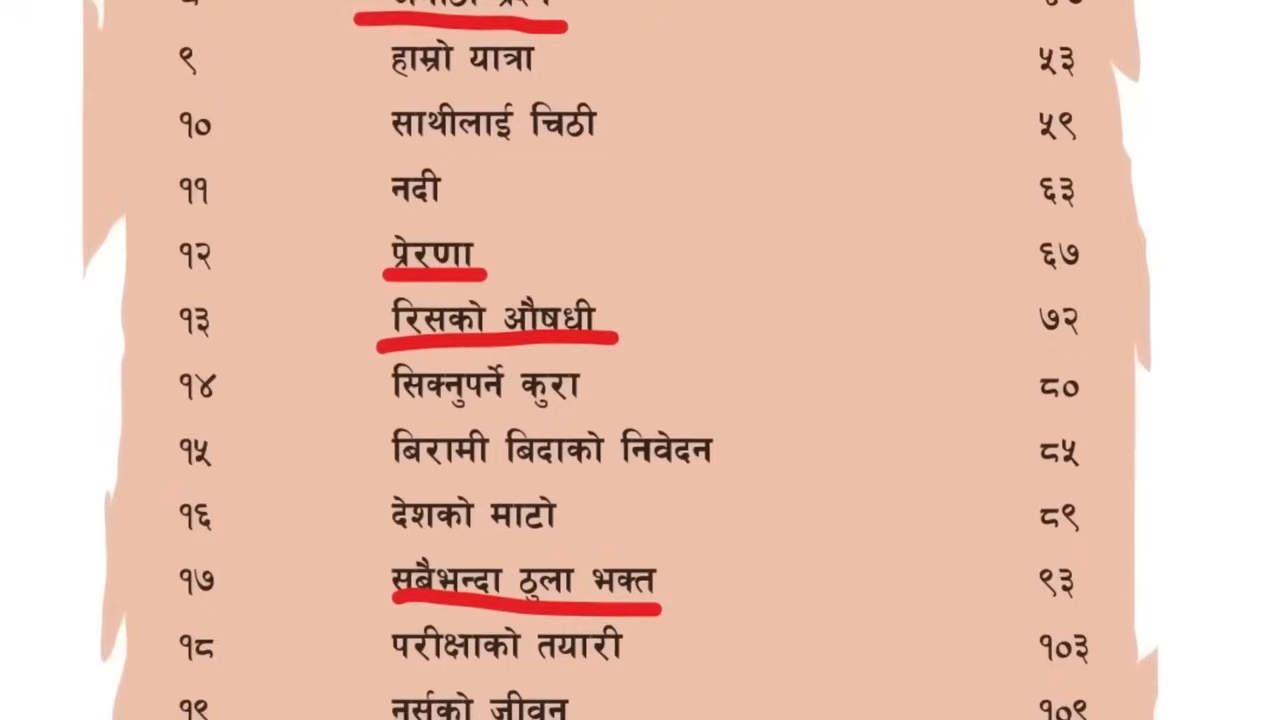 ९ हाम्रो यात्रा ५३
१० साथीलाई चिठी ५९
११ नदी ६३
१२ प्रेरणा ६७
१३ रिसको औषधी ७२
१४ सिक्नुपर्ने कुरा ८०
१५ बिरामी बिदाको निवेदन ८५
१६ देशको माटो ८९
१७ सबैभन्दा ठुला भक्त ९३
१८ परीक्षाको तयारी १०३
१९ नर्सको जीवन १०९